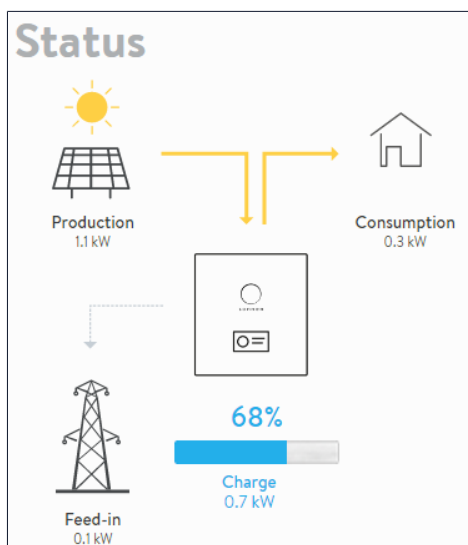 Status
Production
1.1 kW
Consumption
0.3 kW
68%
Charge
0.7 kW
Feed-in
0.1 kW